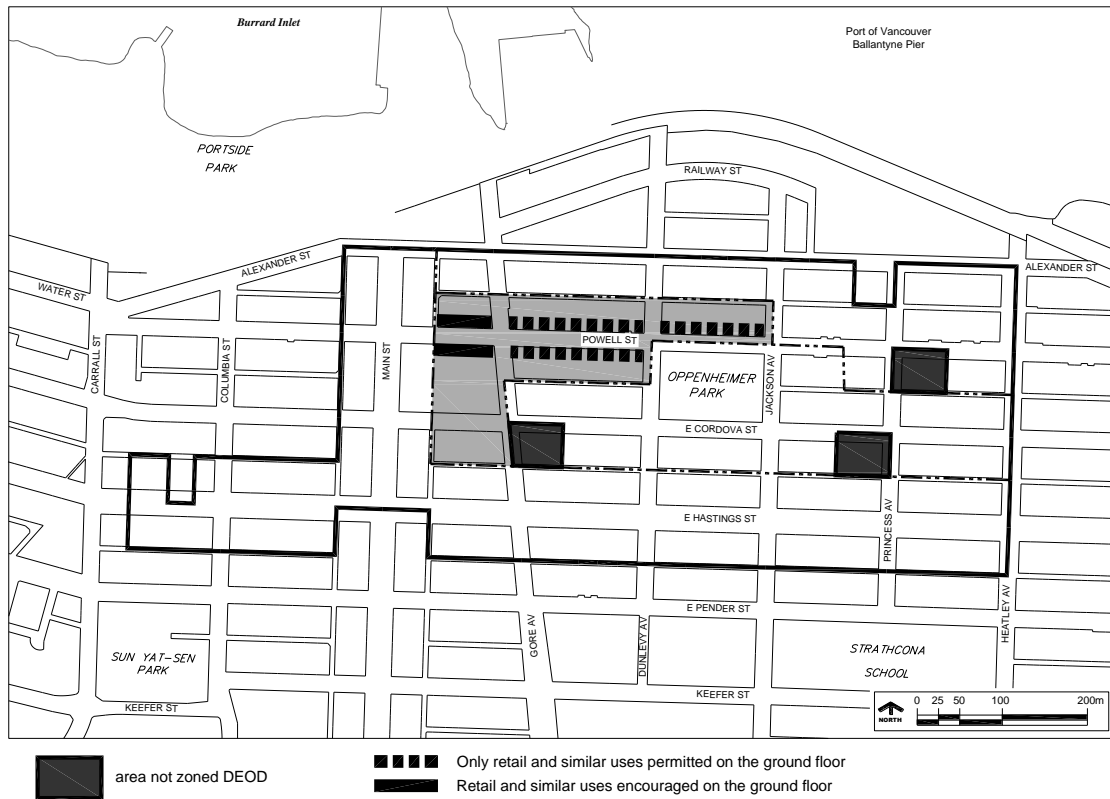 Burrard Inlet
Port of Vancouver
Ballantyne Pier
PORTSIDE
PARK
RAILWAY ST
ALEXANDER ST
ALEXANDER ST
WATER ST
CARRALL ST
COLUMBIA ST
MAIN ST
POWELL ST
OPPENHEIMER
PARK
JACKSON AV
E CORDOVA ST
E HASTINGS ST
PRINCESS AV
HEATLEY AV
E PENDER ST
GORE AV
DUNLEVY AV
SUN YAT-SEN
PARK
STRATHCONA
SCHOOL
KEEFER ST
KEEFER ST
NORTH
0 25 50 100 200m
area not zoned DEOD
Only retail and similar uses permitted on the ground floor
Retail and similar uses encouraged on the ground floor